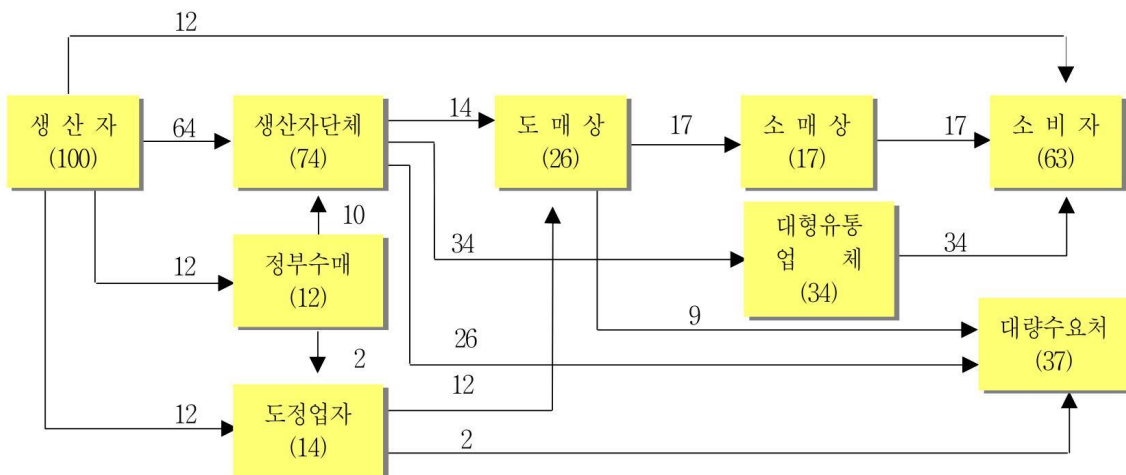 12
생 산 자
(100)
64
생산자단체
(74)
14
도 매 상
(26)
17
소 매 상
(17)
17
소 비 자
(63)
10
12
정부수매
(12)
34
대형유통
업 체
(34)
34
2
26
9
대량수요처
(37)
12
도정업자
(14)
12
2